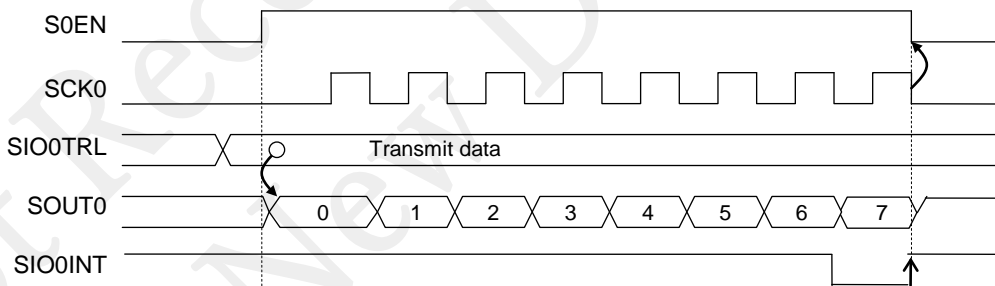 S0EN
SCK0
SIO0TRL Transmit data
SOUT0 0 1 2 3 4 5 6 7
SIO0INT